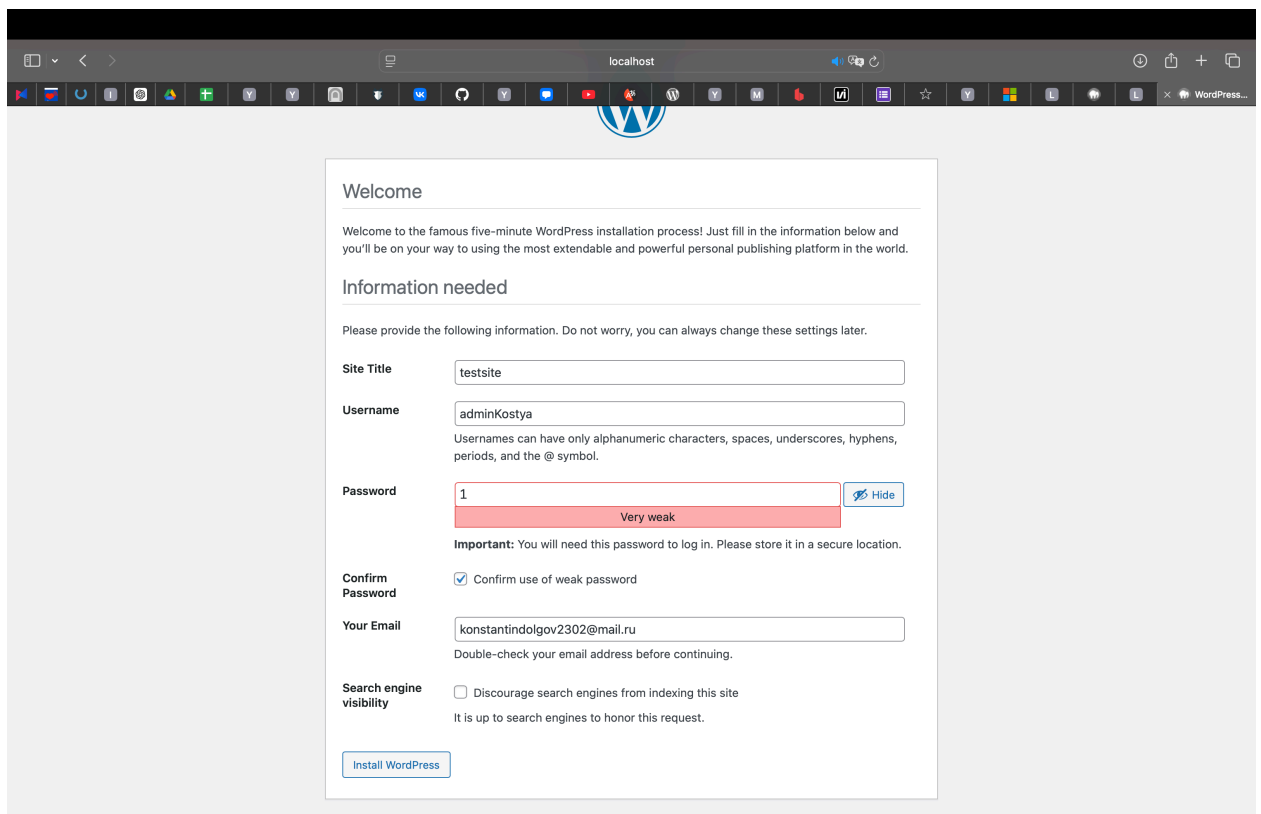 localhost
WordPress...
Welcome
Welcome to the famous five-minute WordPress installation process! Just fill in the information below and
you'll be on your way to using the most extendable and powerful personal publishing platform in the world.
Information needed
Please provide the following information. Do not worry, you can always change these settings later.
Site Title
testsite
Username
adminKostya
Usernames can have only alphanumeric characters, spaces, underscores, hyphens,
periods, and the @ symbol.
Password
1
Hide
Very weak
Important: You will need this password to log in. Please store it in a secure location.
Confirm
Password
Confirm use of weak password
Your Email
konstantindolgov2302@mail.ru
Double-check your email address before continuing.
Search engine
visibility
Discourage search engines from indexing this site
It is up to search engines to honor this request.
Install WordPress